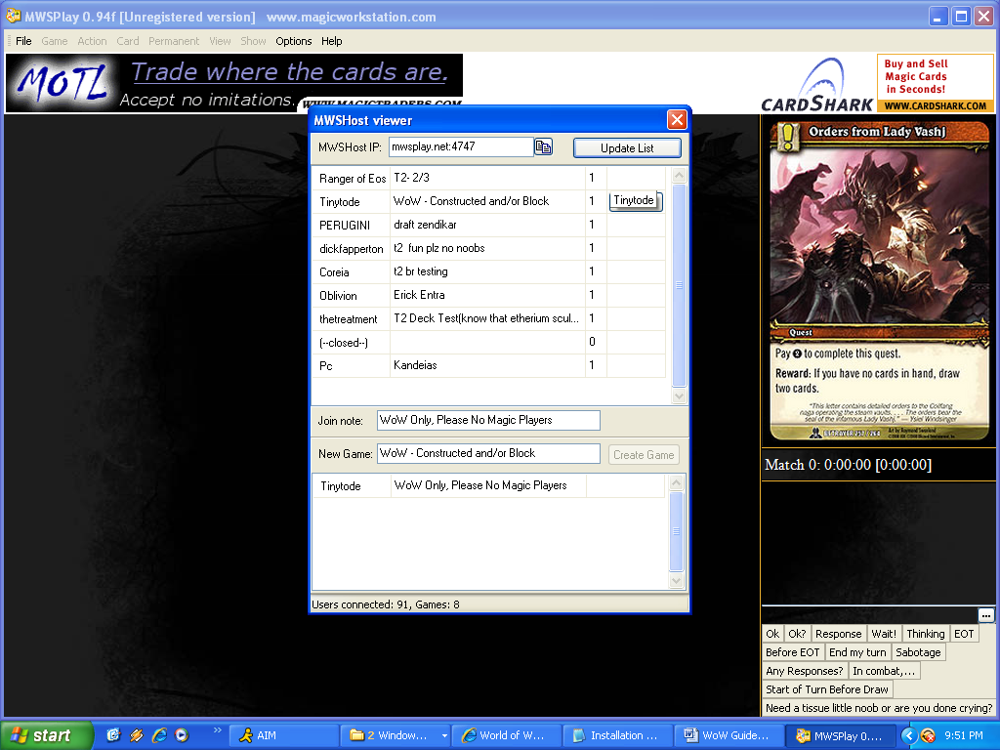 MWSPlay 0.94f [Unregistered version]   www.magicworkstation.com
File Game Action Card Permanent View Show Options Help
MOTL Trade where the cards are.
Accept no imitations. WWW.MAGICTRADERS.COM
CARDSHARK
Buy and Sell
Magic Cards
in Seconds!
WWW.CARDSHARK.COM
MWSHost viewer
MWSHost IP: mwsplay.net:4747 Update List
Ranger of Eos T2- 2/3 1
Tinytode WoW - Constructed and/or Block 1 Tinytode
PERUGINI draft zendikar 1
dickfapperton t2 fun plz no noobs 1
Coreia t2 br testing 1
Oblivion Erick Entra 1
thetreatment T2 Deck Test(know that etherium scul... 1
(--closed--) 0
Pc Kandeias 1
Join note: WoW Only, Please No Magic Players
New Game: WoW - Constructed and/or Block Create Game
Tinytode WoW Only, Please No Magic Players
Users connected: 91, Games: 8
Orders from Lady Vashj
Quest
Pay 2 to complete this quest.
Reward: If you have no cards in hand, draw
two cards.
"This letter contains detailed orders to the Coilfang
naga operating the steam vaults. ... The orders bear the
seal of the infamous Lady Vashj." — Ysiel Windsinger
Match 0: 0:00:00 [0:00:00]
...
Ok Ok? Response Wait! Thinking EOT
Before EOT End my turn Sabotage
Any Responses? In combat,...
Start of Turn Before Draw
Need a tissue little noob or are you done crying?
start AIM 2 Window... World of W... Installation ... WoW Guide... MWSPlay 0.... 9:51 PM